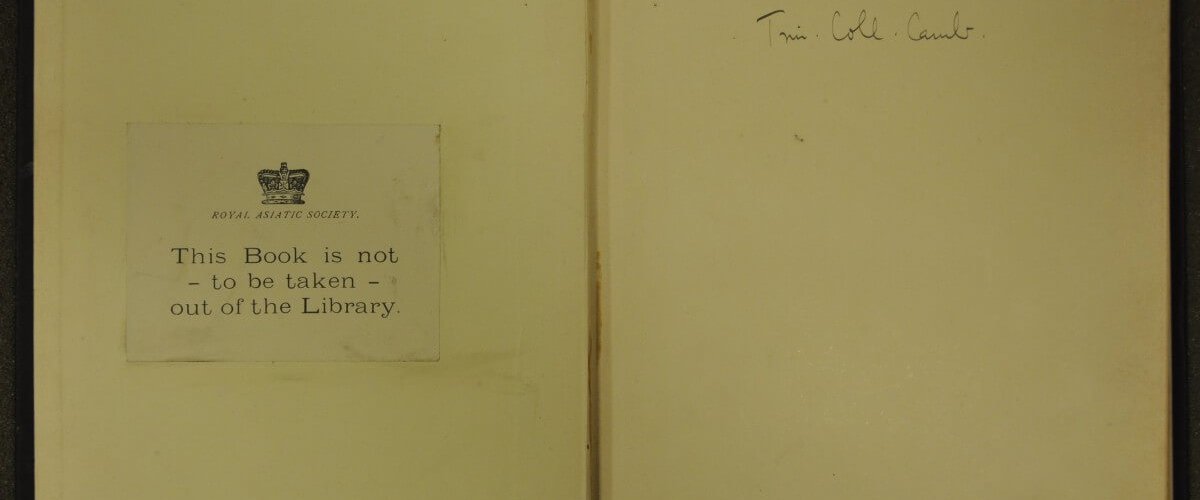 ROYAL ASIATIC SOCIETY.
This Book is not
– to be taken –
out of the Library.
Trin. Coll. Camb.